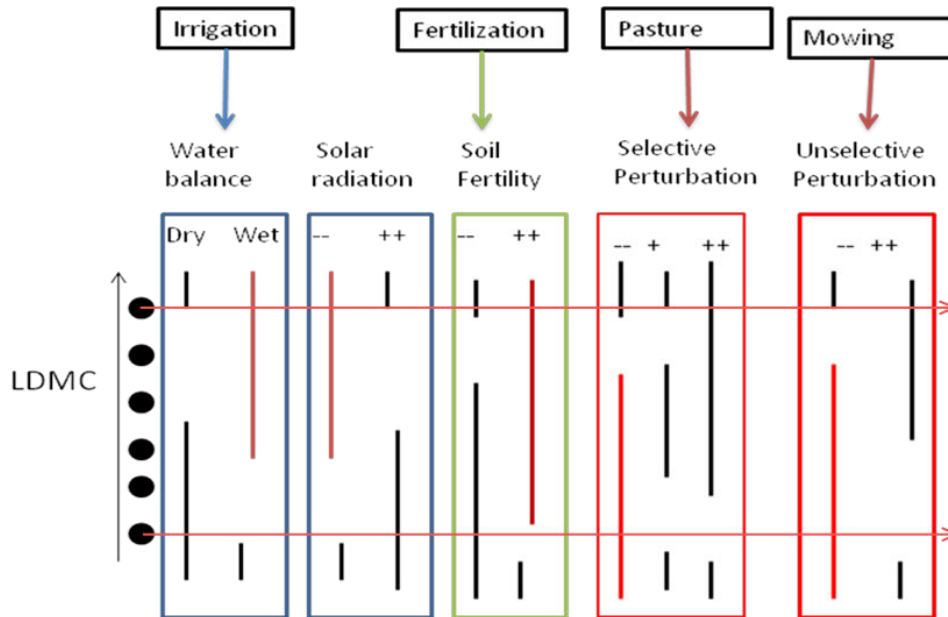 Irrigation
Fertilization
Pasture
Mowing
Water
balance
Solar
radiation
Soil
Fertility
Selective
Perturbation
Unselective
Perturbation
Dry Wet
-- ++
-- ++
-- + ++
-- ++
LDMC